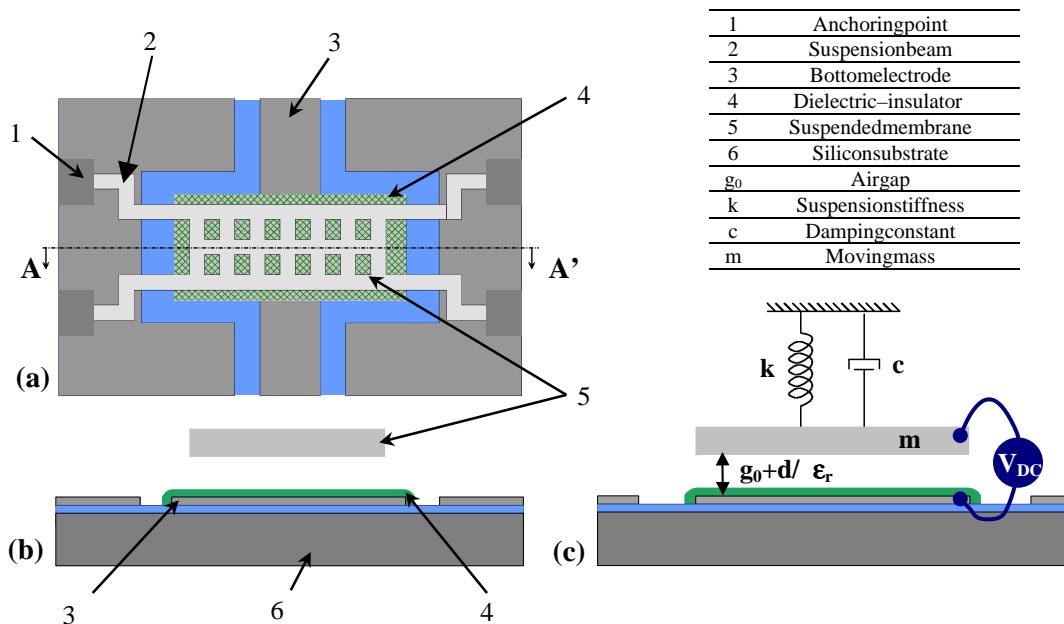 1 Anchoringpoint
2 Suspensionbeam
3 Bottomelectrode
4 Dielectric–insulator
5 Suspendedmembrane
6 Siliconsubstrate
g₀ Airgap
k Suspensionstiffness
c Dampingconstant
m Movingmass
2
3
4
1
A
A'
(a)
5
(b)
3
6
4
k
c
m
g₀+d/ εᵣ
V_DC
(c)